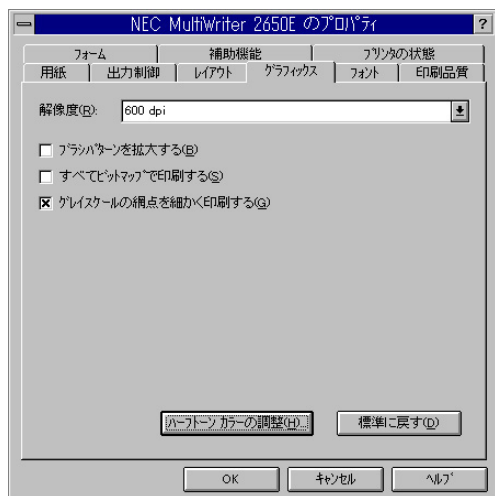 NEC MultiWriter 2650E のﾌﾟﾛﾊﾟﾃｨ ?
ﾌｫｰﾑ 補助機能 ﾌﾟﾘﾝﾀの状態
用紙 出力制御 ﾚｲｱｳﾄ ｸﾞﾗﾌｨｯｸｽ ﾌｫﾝﾄ 印刷品質
解像度(R): 600 dpi
ﾌﾞﾗｼﾊﾟﾀｰﾝを拡大する(B)
すべてﾋﾞｯﾄﾏｯﾌﾟで印刷する(S)
ｸﾞﾚｲｽｹｰﾙの網点を細かく印刷する(G)
ﾊｰﾌﾄｰﾝ ｶﾗｰの調整(H)... 標準に戻す(D)
OK ｷｬﾝｾﾙ ﾍﾙﾌﾟ